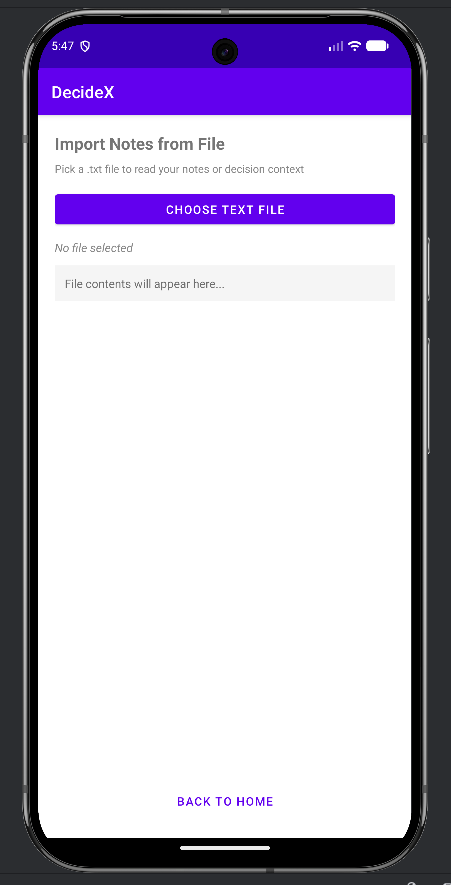 5:47
DecideX
Import Notes from File
Pick a .txt file to read your notes or decision context
CHOOSE TEXT FILE
No file selected
File contents will appear here...
BACK TO HOME